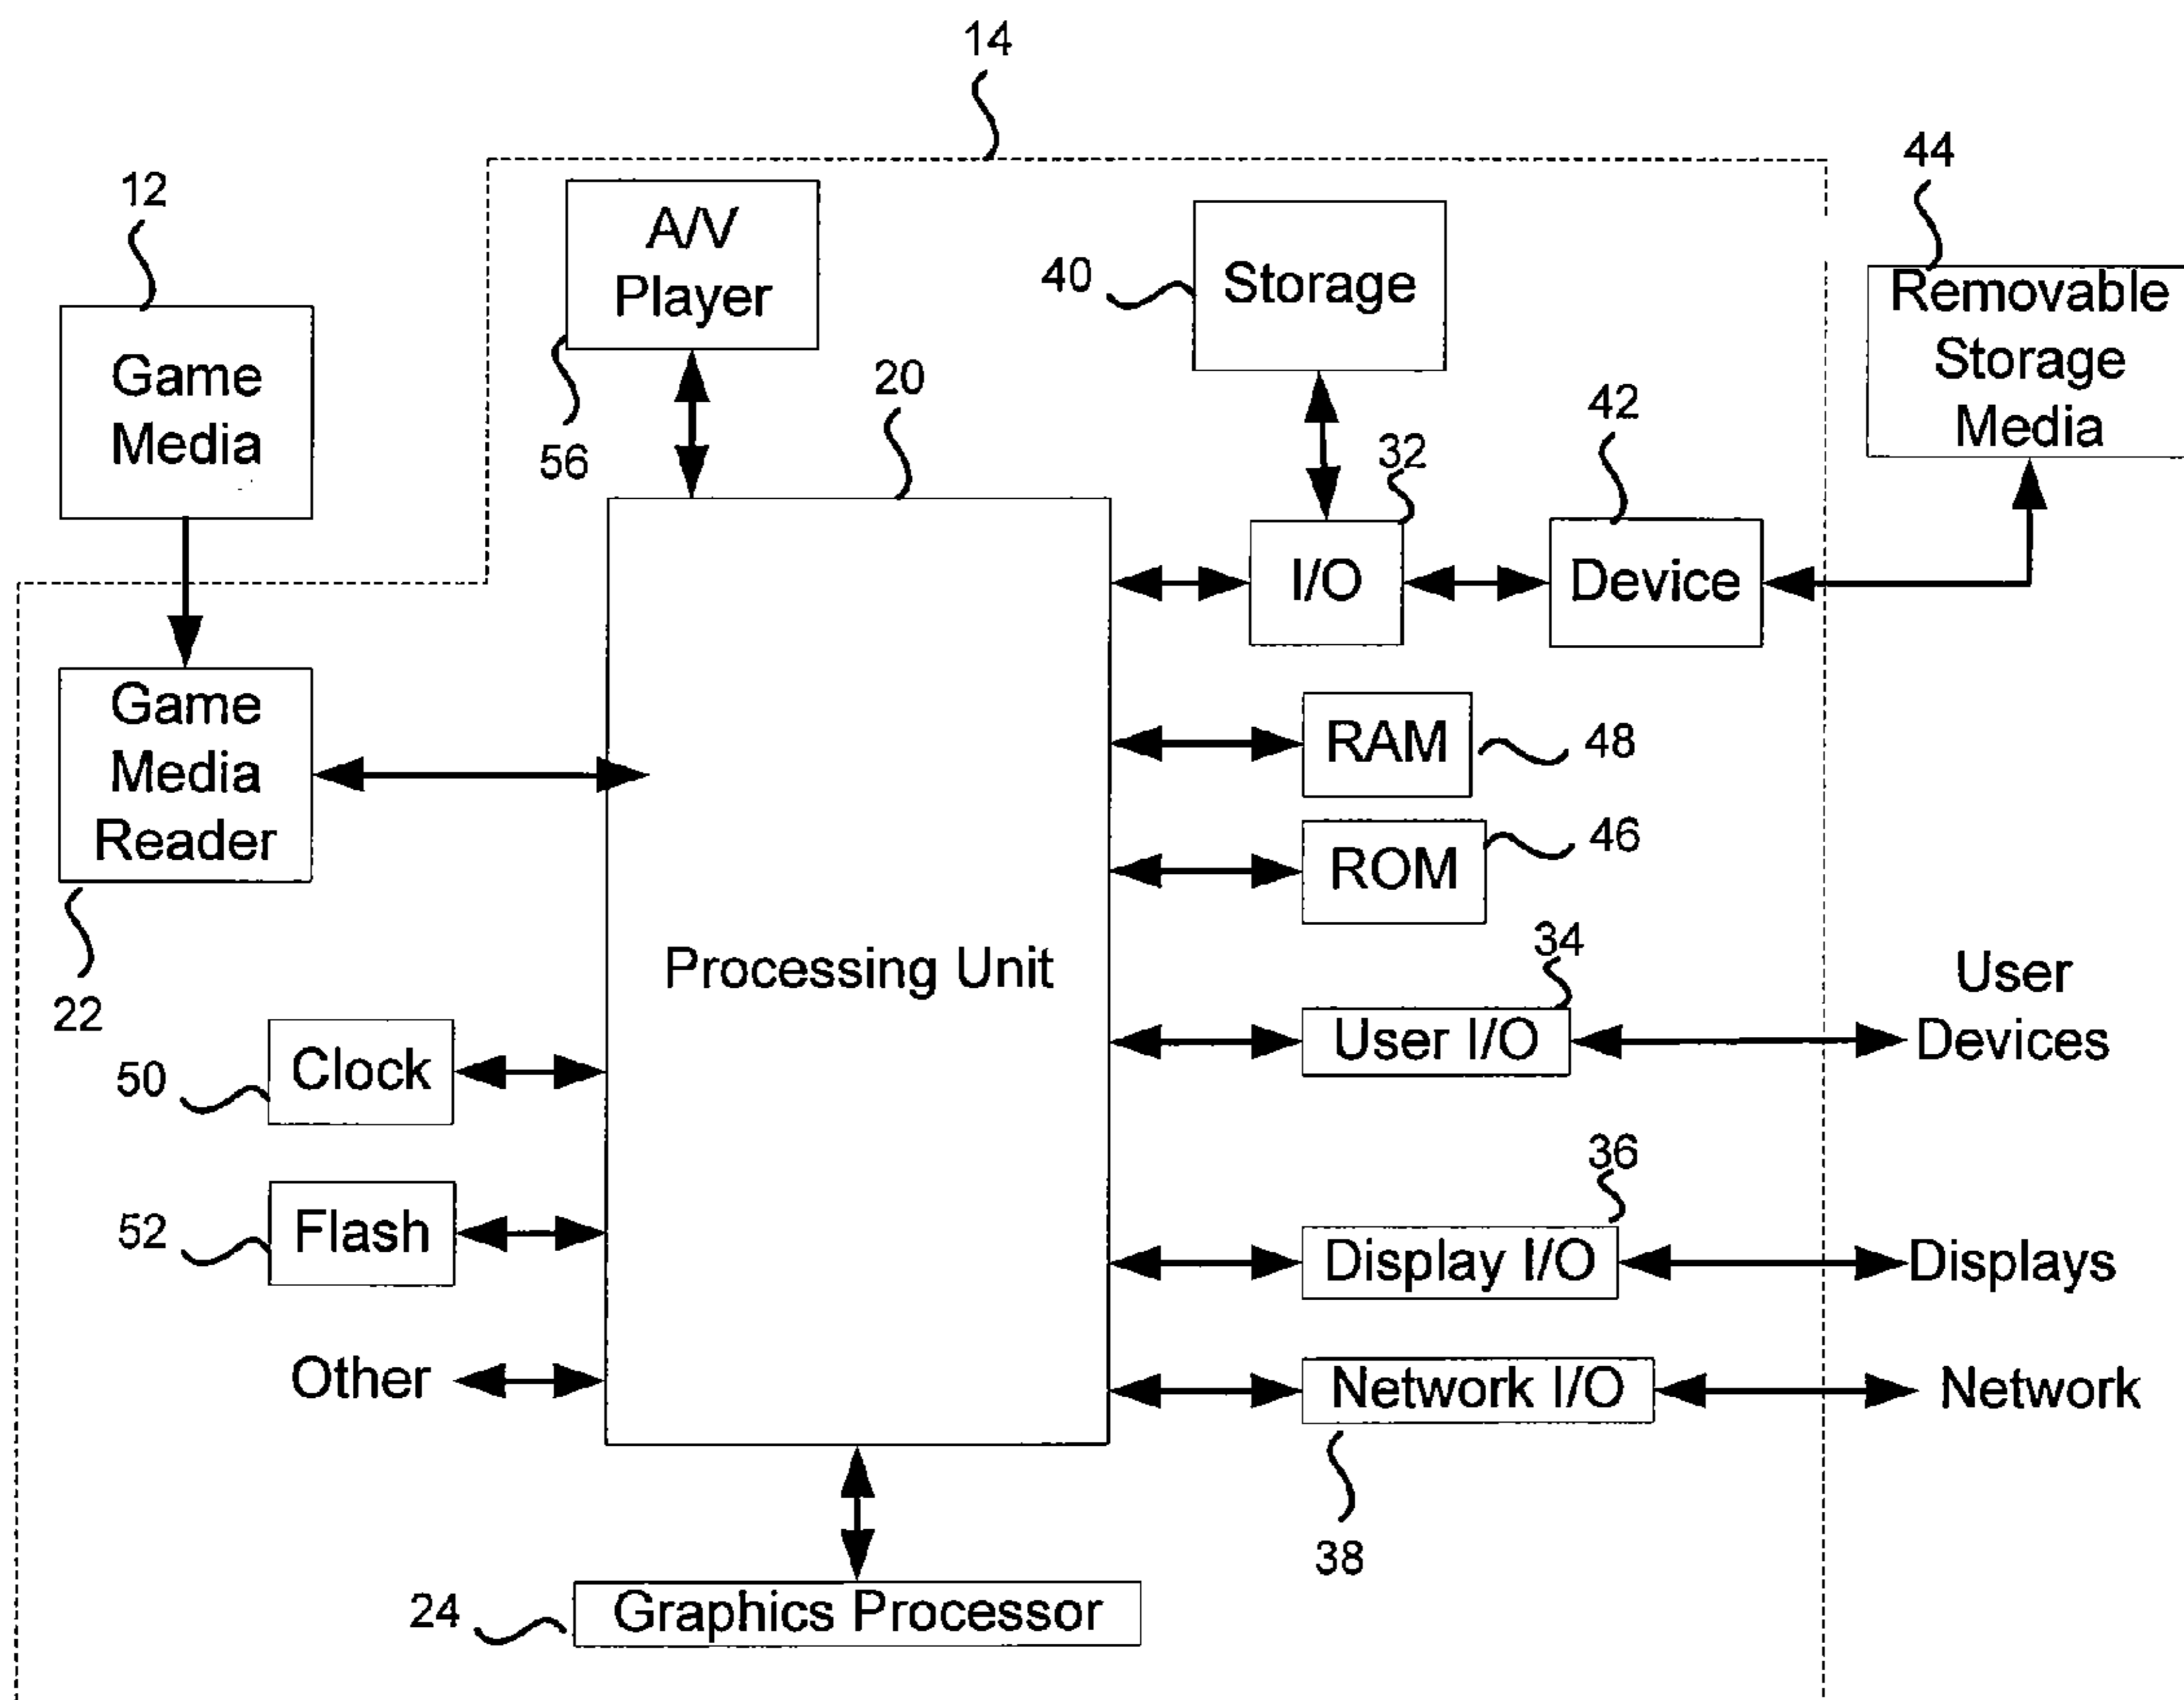 14
12
44
A/V
Player
40
Storage
Removable
Storage
Media
Game
Media
56
20
32
42
I/O
Device
Game
Media
Reader
22
RAM
48
ROM
46
Processing Unit
34
User I/O
User
Devices
50
Clock
36
52
Flash
Display I/O
Displays
Other
Network I/O
Network
38
24
Graphics Processor